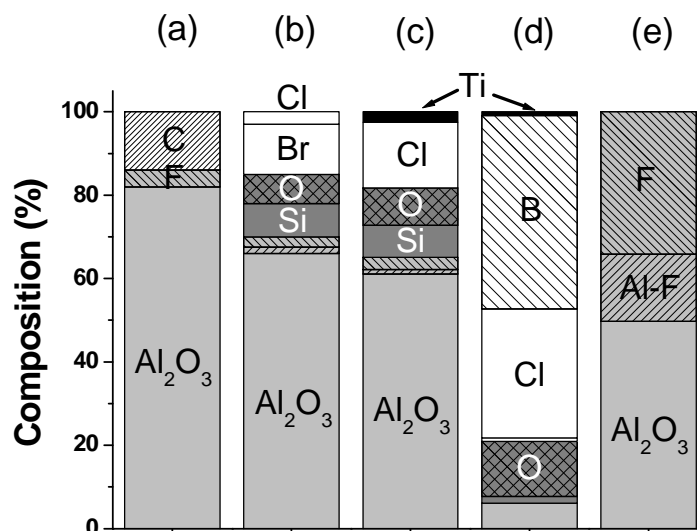 (a) (b) (c) (d) (e)
Ti
Cl
100
C
Br
Cl
F
F
O
O
B
80
Si
Si
60
Al-F
Composition (%)
40
Al₂O₃
Al₂O₃
Al₂O₃
Cl
Al₂O₃
20
O
0